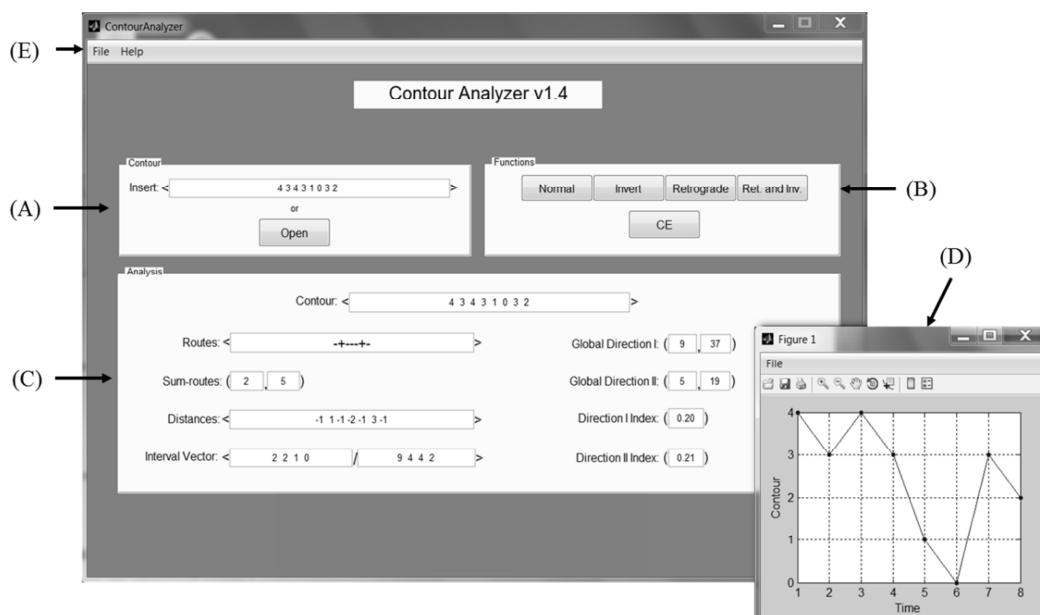 ContourAnalyzer
(E)
File Help
Contour Analyzer v1.4
Contour
Insert: < 4 3 4 3 1 0 3 2 >
or
Open
(A)
Functions
Normal Invert Retrograde Ret. and Inv.
CE
(B)
Analysis
Contour: < 4 3 4 3 1 0 3 2 >
Routes: < -+---+- >
Sum-routes: ( 2 , 5 )
Distances: < -1 1 -1 -2 -1 3 -1 >
Interval Vector: < 2 2 1 0 / 9 4 4 2 >
Global Direction I: ( 9 , 37 )
Global Direction II: ( 5 , 19 )
Direction I Index: ( 0.20 )
Direction II Index: ( 0.21 )
(C)
(D)
Figure 1
File
4
3
2
1
0
Contour
1 2 3 4 5 6 7 8
Time